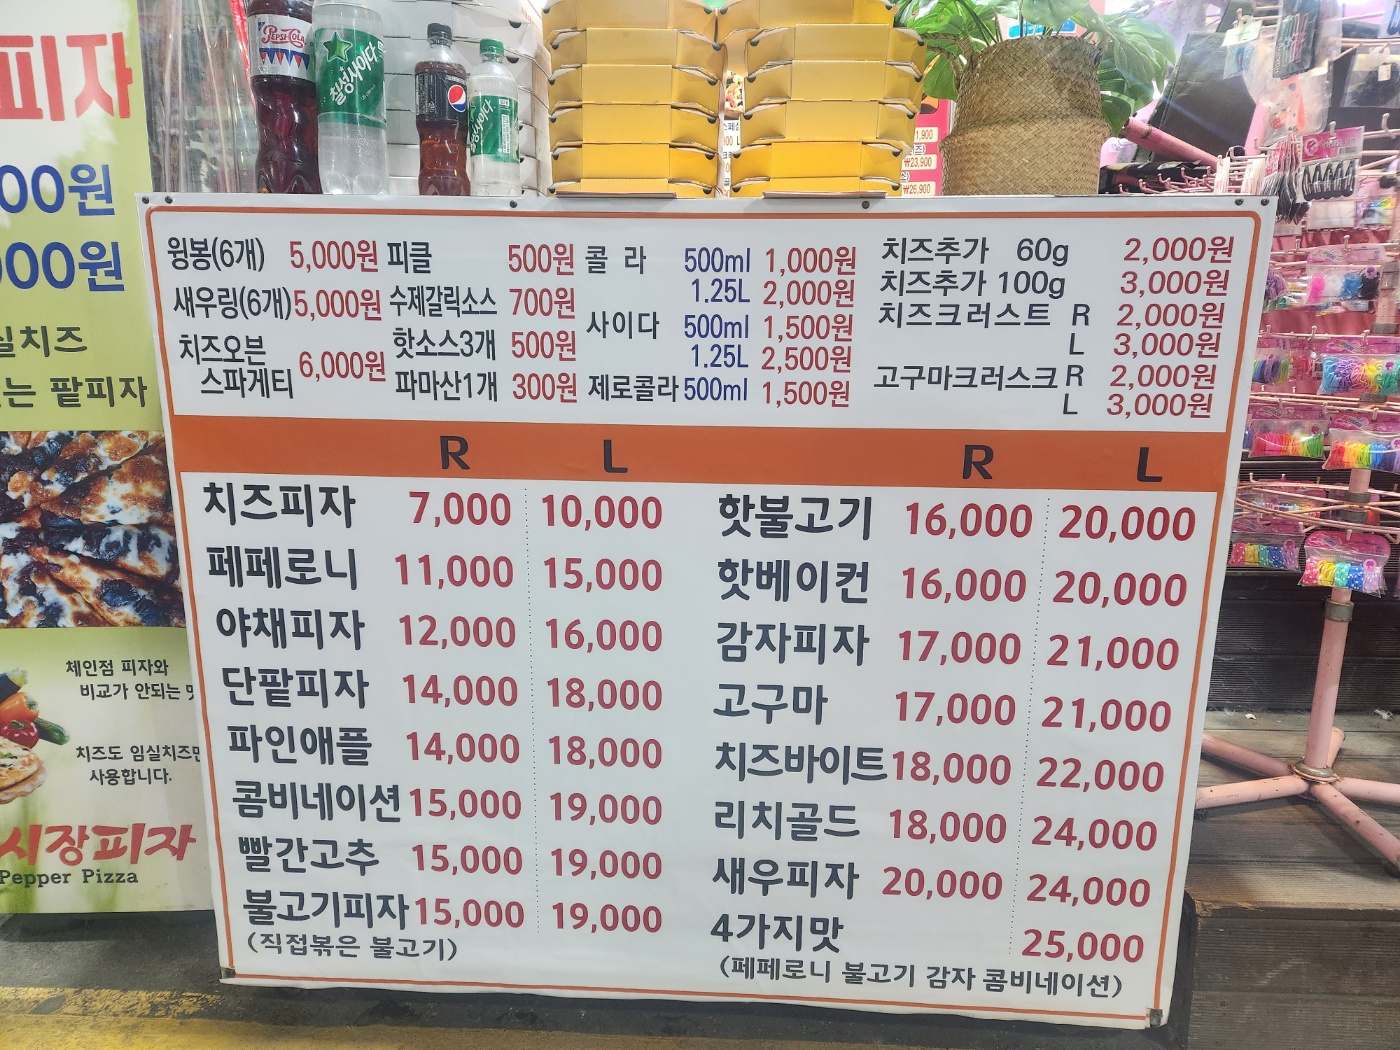 피자
00원
000원
실치즈
는 팥피자
체인점 피자와
비교가 안되는
치즈도 임실치즈만
사용합니다.
시장피자
Pepper Pizza
PEPSI-COLA
칠성사이다
칠성사이다
₩23,900
₩26,900
윙봉(6개) 5,000원
새우링(6개) 5,000원
치즈오븐
스파게티 6,000원
피클 500원
수제갈릭소스 700원
핫소스3개 500원
파마산1개 300원
콜 라 500ml 1,000원
1.25L 2,000원
사이다 500ml 1,500원
1.25L 2,500원
제로콜라 500ml 1,500원
치즈추가 60g 2,000원
치즈추가 100g 3,000원
치즈크러스트 R 2,000원
L 3,000원
고구마크러스크 R 2,000원
L 3,000원
R L
치즈피자 7,000 10,000
페페로니 11,000 15,000
야채피자 12,000 16,000
단팥피자 14,000 18,000
파인애플 14,000 18,000
콤비네이션 15,000 19,000
빨간고추 15,000 19,000
불고기피자 15,000 19,000
(직접볶은 불고기)
R L
핫불고기 16,000 20,000
핫베이컨 16,000 20,000
감자피자 17,000 21,000
고구마 17,000 21,000
치즈바이트 18,000 22,000
리치골드 18,000 24,000
새우피자 20,000 24,000
4가지맛 25,000
(페페로니 불고기 감자 콤비네이션)